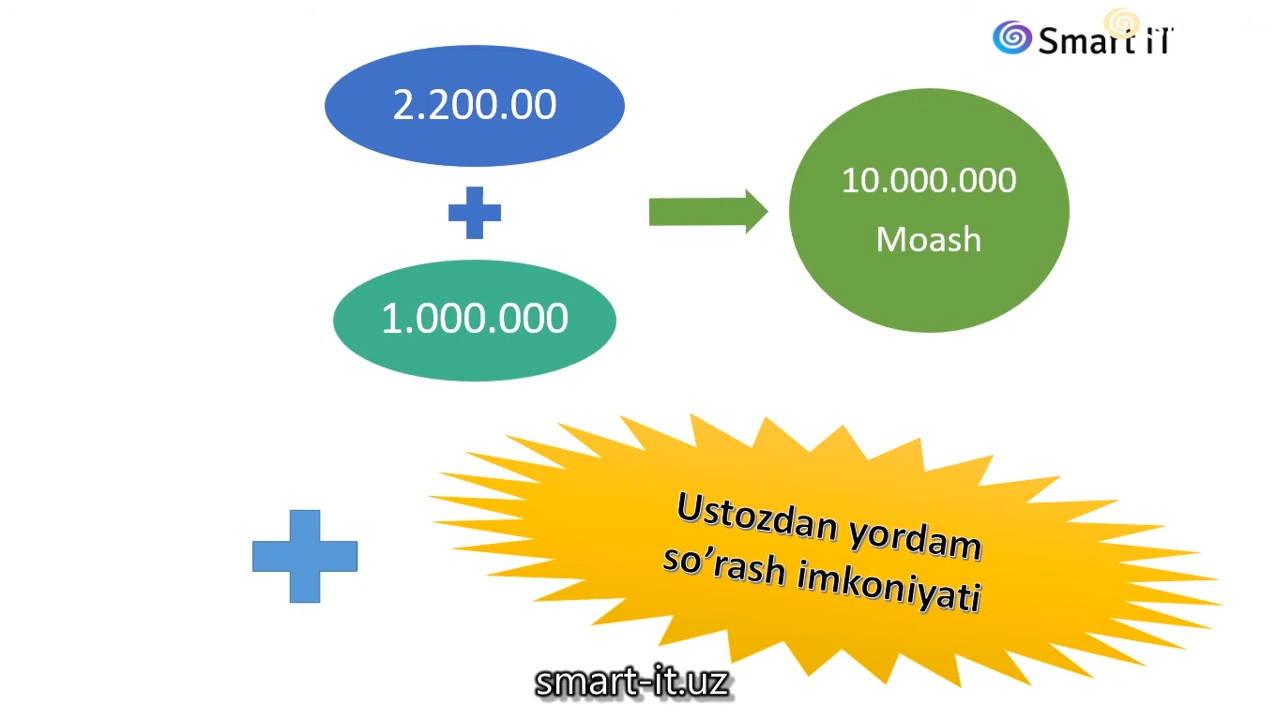 Smart IT
2.200.00
10.000.000
Moash
1.000.000
Ustozdan yordam
so’rash imkoniyati
smart-it.uz